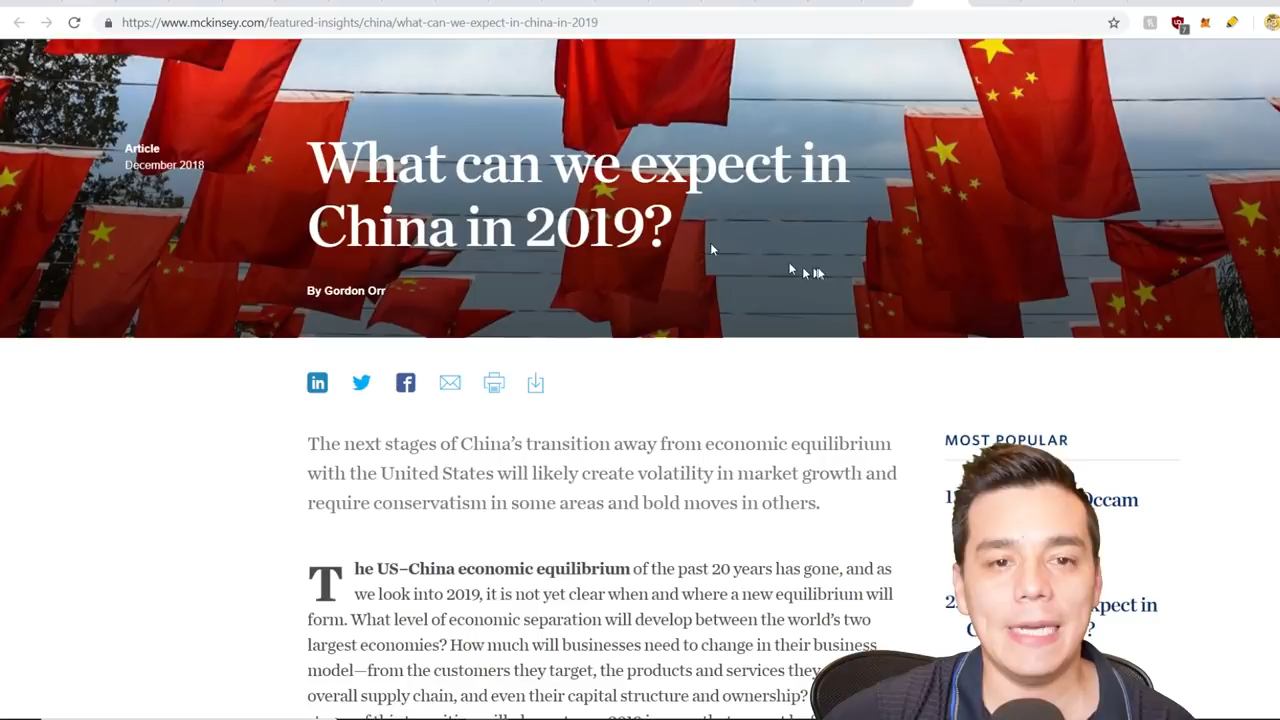 https://www.mckinsey.com/featured-insights/china/what-can-we-expect-in-china-in-2019
Article
December 2018
What can we expect in
China in 2019?
By Gordon Orr
The next stages of China's transition away from economic equilibrium
with the United States will likely create volatility in market growth and
require conservatism in some areas and bold moves in others.
The US–China economic equilibrium of the past 20 years has gone, and as
we look into 2019, it is not yet clear when and where a new equilibrium will
form. What level of economic separation will develop between the world's two
largest economies? How much will businesses need to change in their business
model—from the customers they target, the products and services they
overall supply chain, and even their capital structure and ownership?
MOST POPULAR
1
Occam
2.
xpect in
C
?